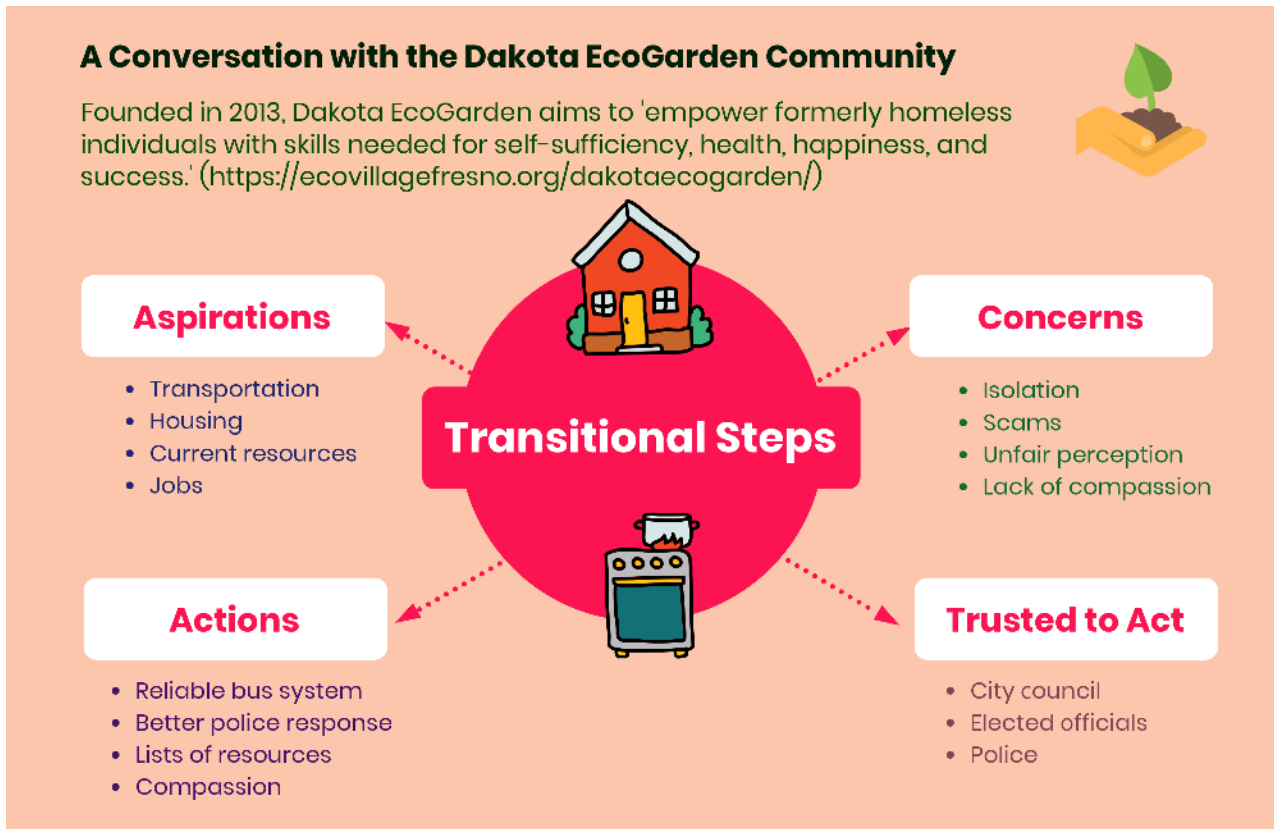 A Conversation with the Dakota EcoGarden Community
Founded in 2013, Dakota EcoGarden aims to 'empower formerly homeless
individuals with skills needed for self-sufficiency, health, happiness, and
success.' (https://ecovillagefresno.org/dakotaecogarden/)
Aspirations
• Transportation
• Housing
• Current resources
• Jobs
Concerns
• Isolation
• Scams
• Unfair perception
• Lack of compassion
Transitional Steps
Actions
• Reliable bus system
• Better police response
• Lists of resources
• Compassion
Trusted to Act
• City council
• Elected officials
• Police